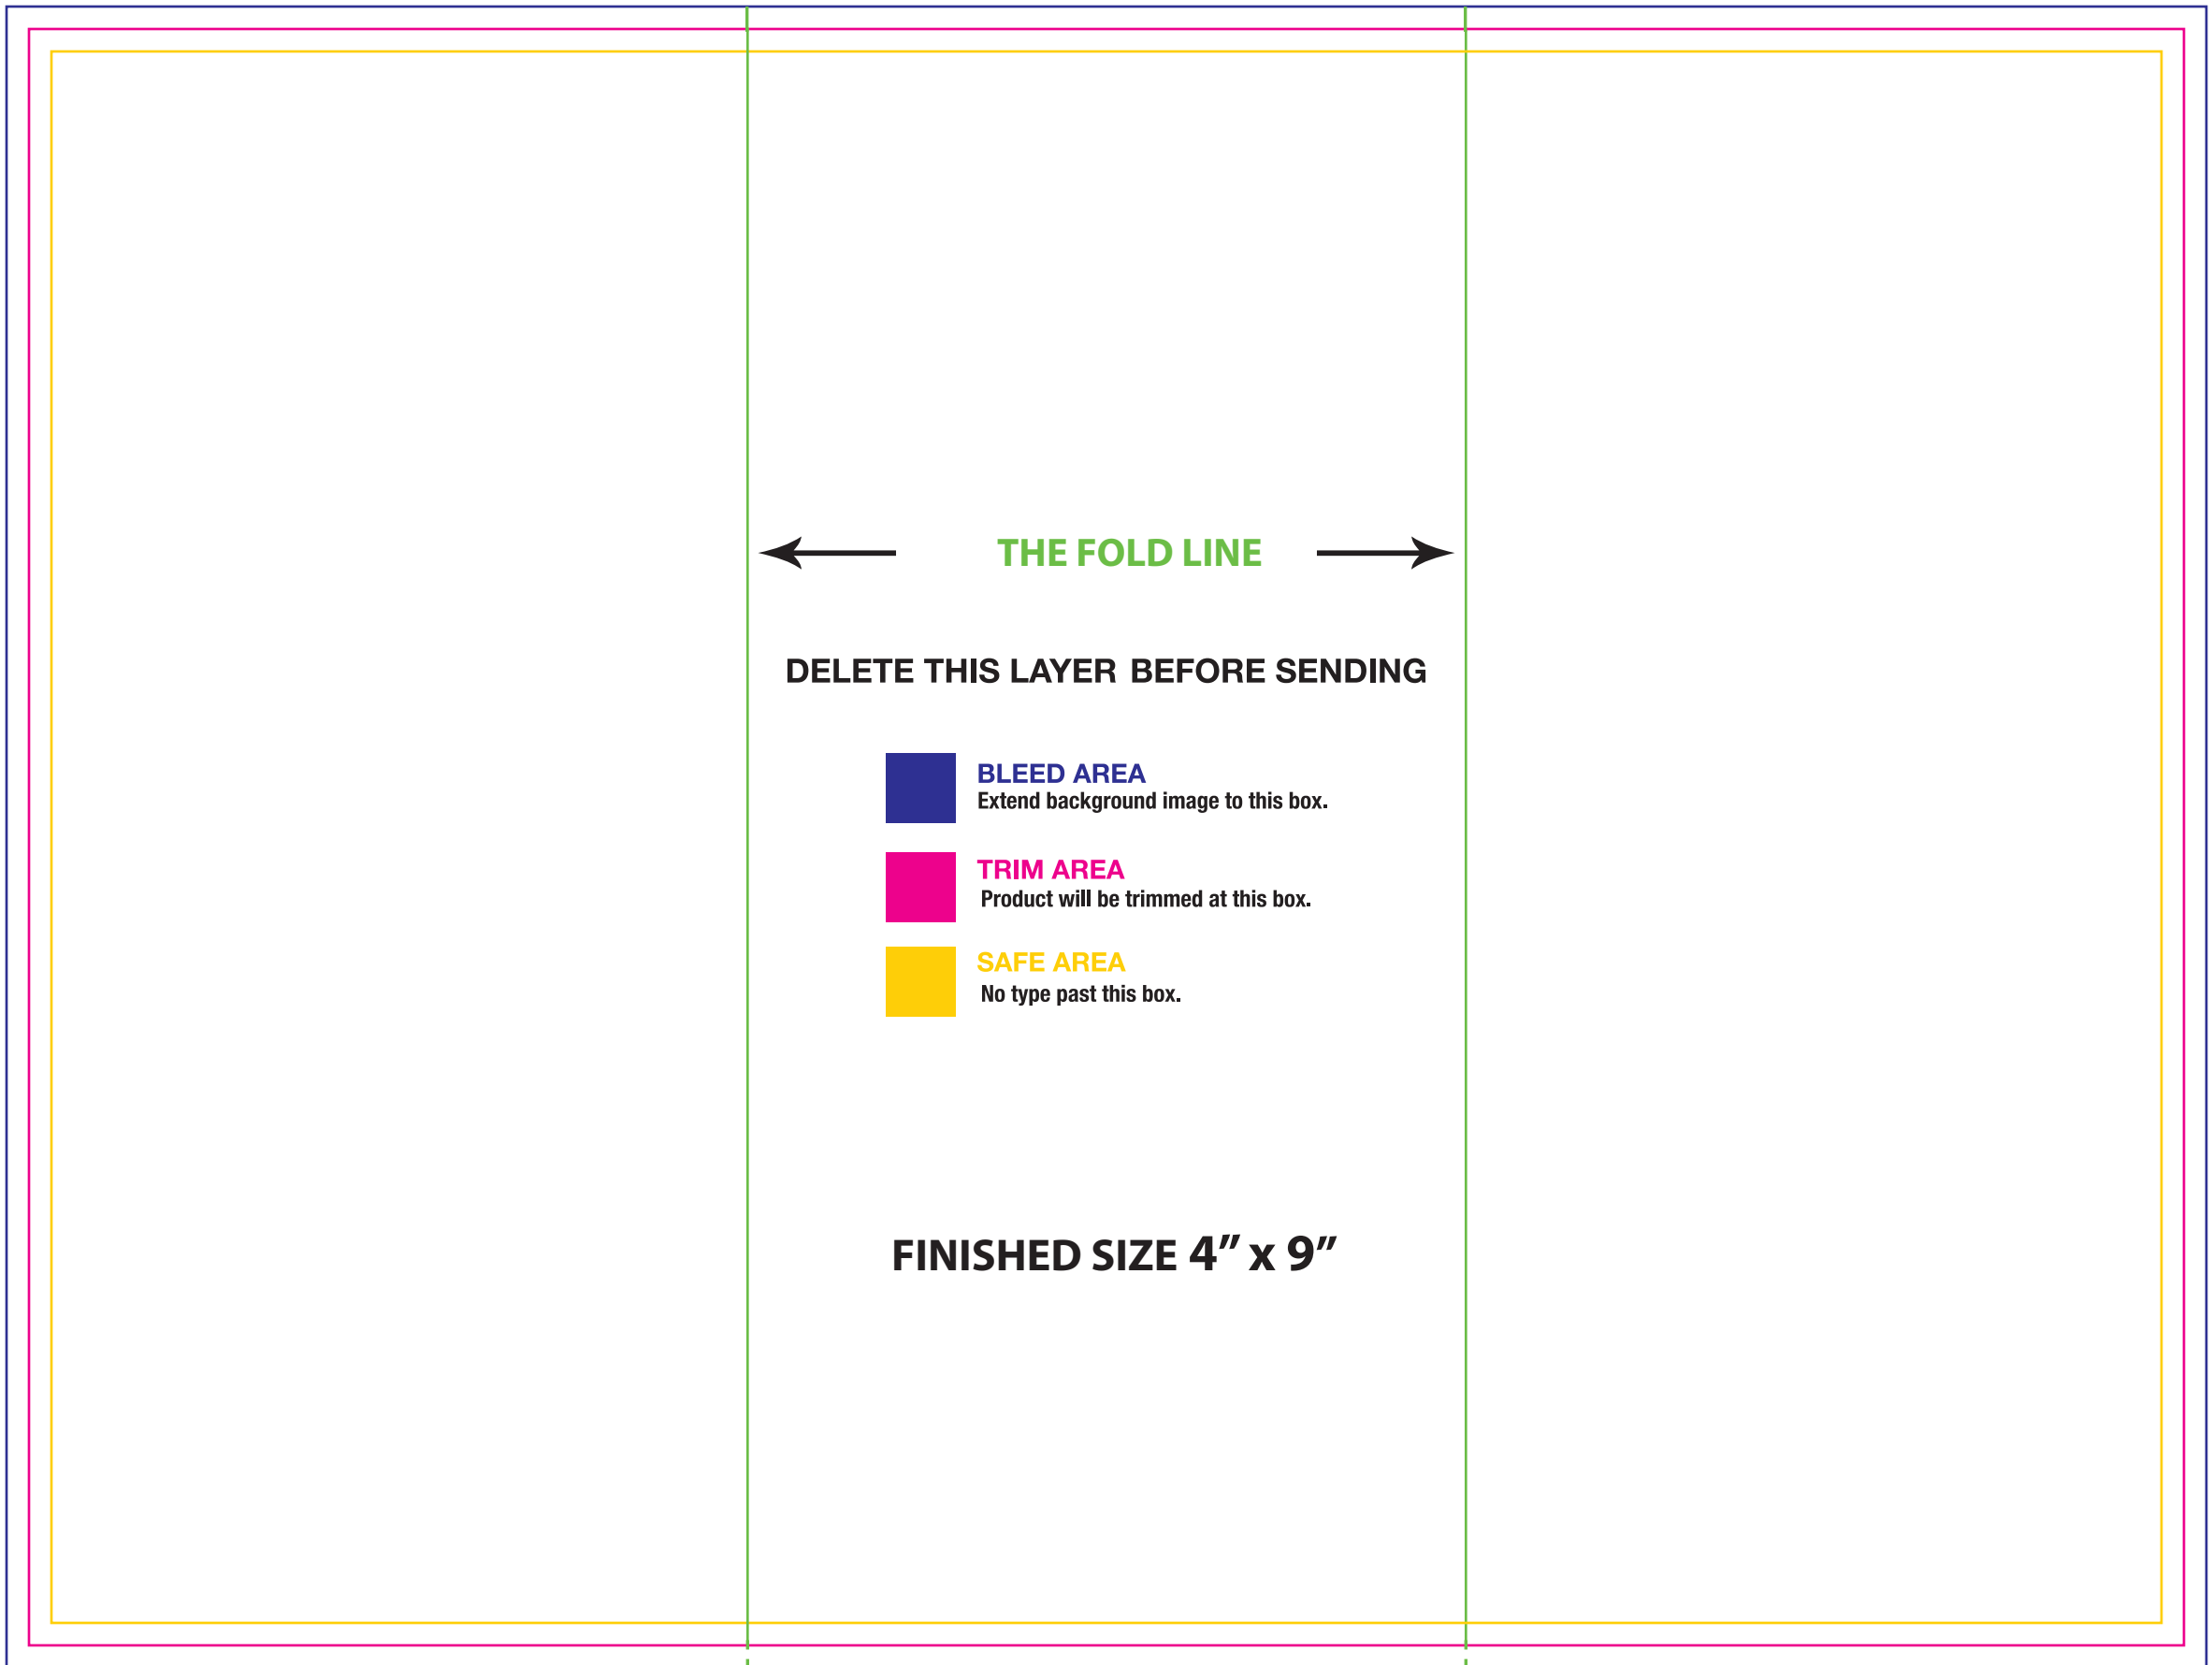 THE FOLD LINE
DELETE THIS LAYER BEFORE SENDING
BLEED AREA
Extend background image to this box.
TRIM AREA
Product will be trimmed at this box.
SAFE AREA
No type past this box.
FINISHED SIZE 4” x 9”